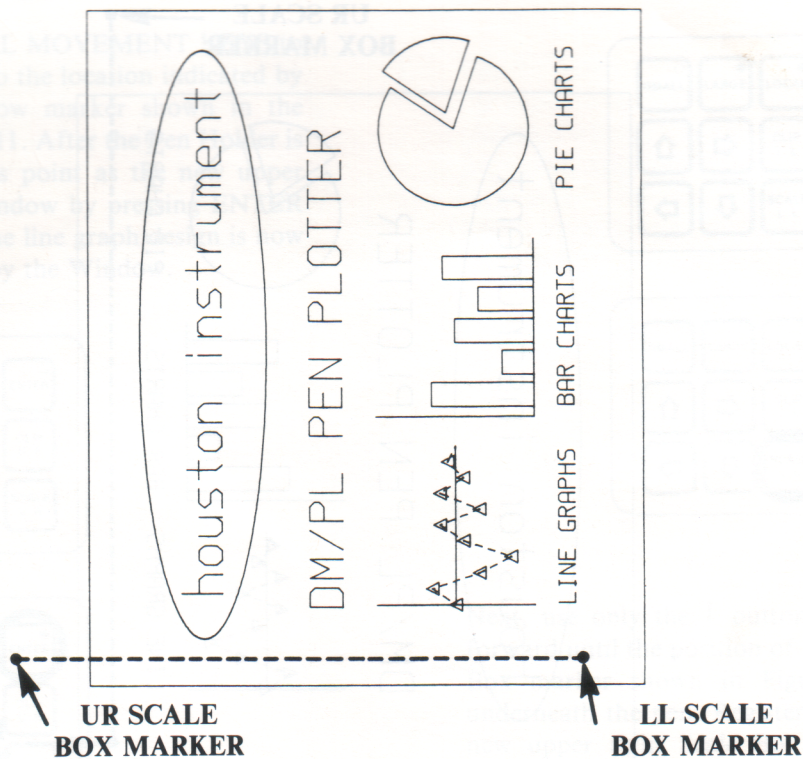 houston instrument
DM/PL PEN PLOTTER
LINE GRAPHS
BAR CHARTS
PIE CHARTS
UR SCALE
BOX MARKER
LL SCALE
BOX MARKER